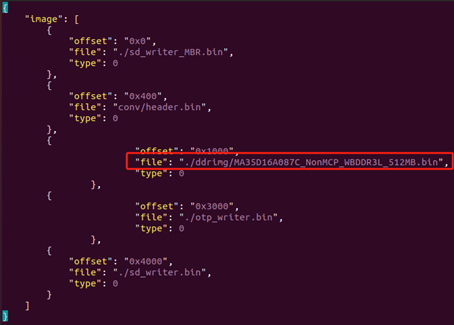 {
"image": [
{
"offset": "0x0",
"file": "./sd_writer_MBR.bin",
"type": 0
},
{
"offset": "0x400",
"file": "conv/header.bin",
"type": 0
},
{
"offset": "0x1000",
"file": "./ddrimg/MA35D16A087C_NonMCP_WBDDR3L_512MB.bin",
"type": 0
},
{
"offset": "0x3000",
"file": "./otp_writer.bin",
"type": 0
},
{
"offset": "0x4000",
"file": "./sd_writer.bin",
"type": 0
}
]
}